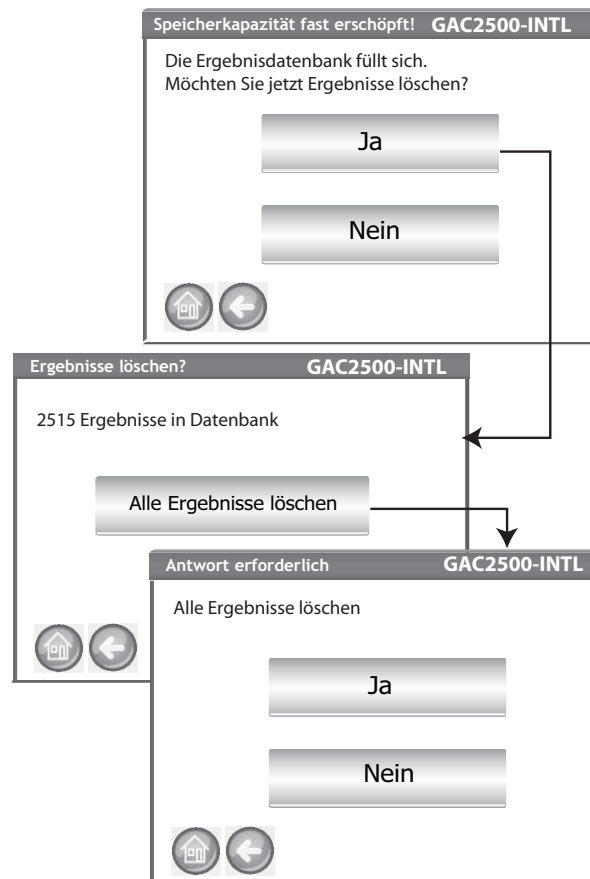 Speicherkapazität fast erschöpft! GAC2500-INTL
Die Ergebnisdatenbank füllt sich.
Möchten Sie jetzt Ergebnisse löschen?
Ja
Nein
Ergebnisse löschen? GAC2500-INTL
2515 Ergebnisse in Datenbank
Alle Ergebnisse löschen
Antwort erforderlich GAC2500-INTL
Alle Ergebnisse löschen
Ja
Nein